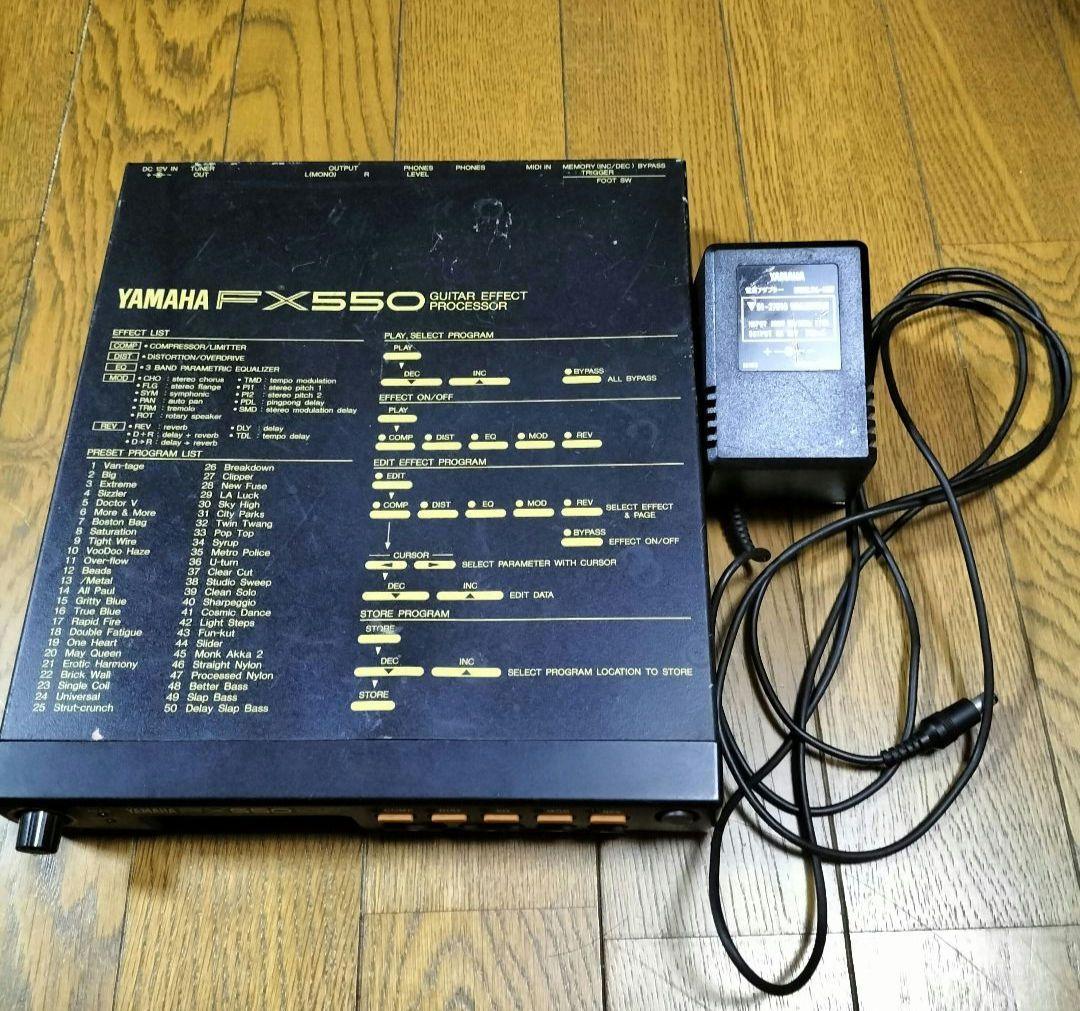 DC 12V IN TUNER OUT OUTPUT L(MONO) R PHONES LEVEL PHONES MIDI IN MEMORY(INC/DEC) BYPASS
TRIGGER
FOOT SW
YAMAHA FX550 GUITAR EFFECT PROCESSOR
EFFECT LIST
COMP • COMPRESSOR/LIMITTER
DIST • DISTORTION/OVERDRIVE
EQ • 3 BAND PARAMETRIC EQUALIZER
MOD • CHO : stereo chorus • TMD : tempo modulation
• FLG : stereo flange • PI1 : stereo pitch 1
• SYM : symphonic • PI2 : stereo pitch 2
• PAN : auto pan • PDL : pingpong delay
• TRM : tremolo • SMD : stereo modulation delay
• ROT : rotary speaker
REV • REV : reverb • DLY : delay
• D+R : delay + reverb • TDL : tempo delay
• D→R : delay → reverb
PRESET PROGRAM LIST
1 Van-tage
2 Big
3 Extreme
4 Sizzler
5 Doctor V
6 More & More
7 Boston Bag
8 Saturation
9 Tight Wire
10 VooDoo Haze
11 Over-flow
12 Beads
13 /Metal
14 All Paul
15 Gritty Blue
16 True Blue
17 Rapid Fire
18 Double Fatigue
19 One Heart
20 May Queen
21 Erotic Harmony
22 Brick Wall
23 Single Coil
24 Universal
25 Strut-crunch
26 Breakdown
27 Clipper
28 New Fuse
29 LA Luck
30 Sky High
31 City Parks
32 Twin Twang
33 Pop Top
34 Syrup
35 Metro Police
36 U-turn
37 Clear Cut
38 Studio Sweep
39 Clean Solo
40 Sharpeggio
41 Cosmic Dance
42 Light Steps
43 Fun-kut
44 Slider
45 Monk Akka 2
46 Straight Nylon
47 Processed Nylon
48 Better Bass
49 Slap Bass
50 Delay Slap Bass
PLAY, SELECT PROGRAM
PLAY
DEC INC BYPASS ALL BYPASS
EFFECT ON/OFF
PLAY
COMP DIST EQ MOD REV
EDIT EFFECT PROGRAM
EDIT
COMP DIST EQ MOD REV SELECT EFFECT & PAGE
BYPASS EFFECT ON/OFF
CURSOR
SELECT PARAMETER WITH CURSOR
DEC INC EDIT DATA
STORE PROGRAM
STORE
DEC INC SELECT PROGRAM LOCATION TO STORE
STORE
YAMAHA FX550
YAMAHA
電源アダプター